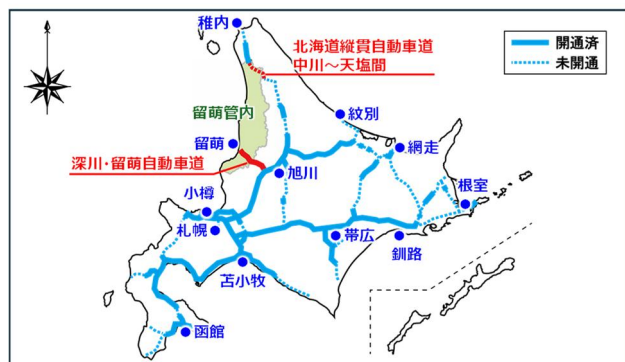 稚内
北海道縦貫自動車道
中川～天塩間
開通済
未開通
留萌管内
紋別
留萌
網走
深川・留萌自動車道
旭川
小樽
根室
札幌
帯広
釧路
苫小牧
函館